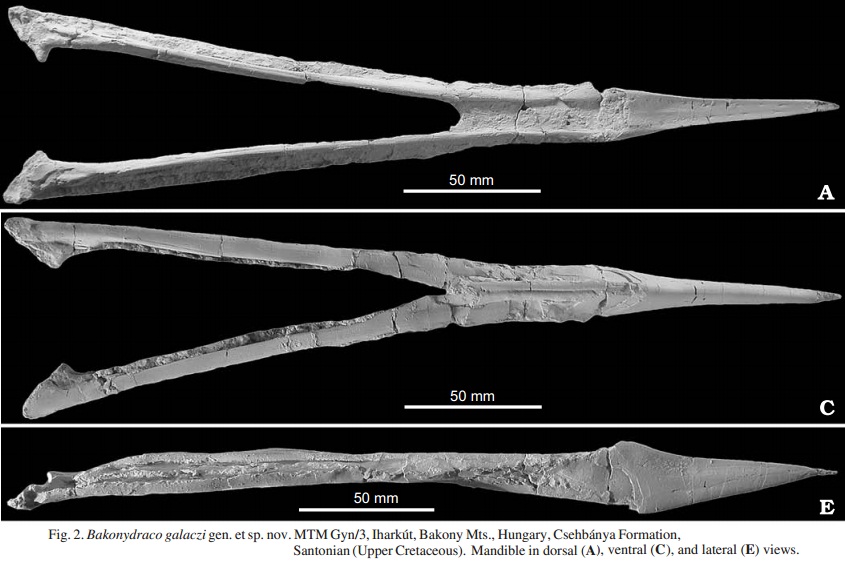 50 mm
A
50 mm
C
50 mm
E
Fig. 2. Bakonydraco galaczi gen. et sp. nov. MTM Gyn/3, Iharkút, Bakony Mts., Hungary, Csehbánya Formation,
Santonian (Upper Cretaceous). Mandible in dorsal (A), ventral (C), and lateral (E) views.